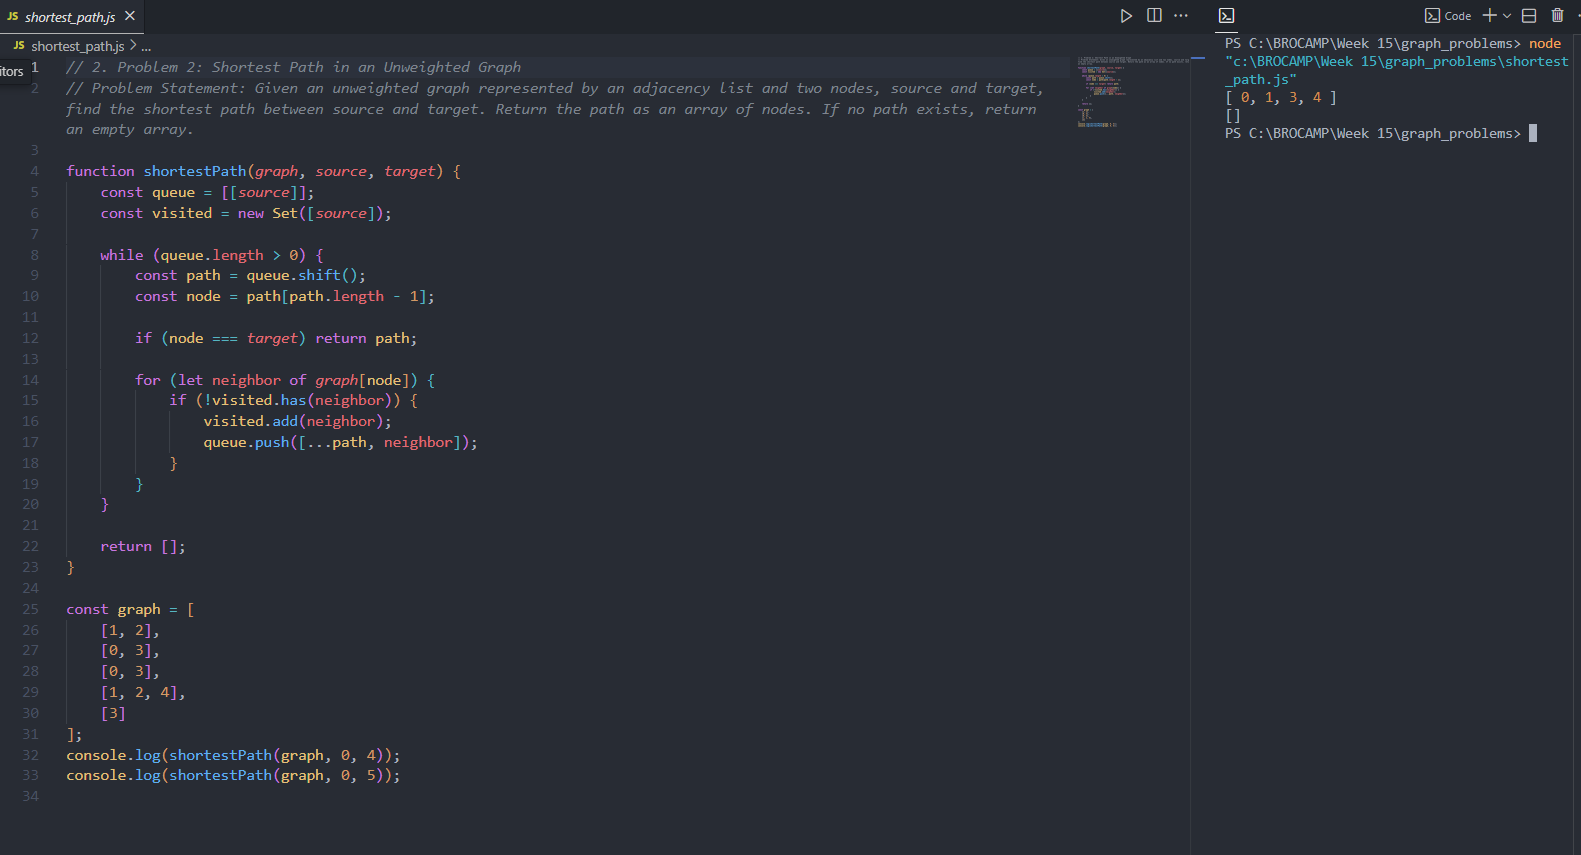 JS shortest_path.js ×
JS shortest_path.js > ...
itors
1 // 2. Problem 2: Shortest Path in an Unweighted Graph
2 // Problem Statement: Given an unweighted graph represented by an adjacency list and two nodes, source and target,
find the shortest path between source and target. Return the path as an array of nodes. If no path exists, return
an empty array.
3
4 function shortestPath(graph, source, target) {
5     const queue = [[source]];
6     const visited = new Set([source]);
7
8     while (queue.length > 0) {
9         const path = queue.shift();
10         const node = path[path.length - 1];
11
12         if (node === target) return path;
13
14         for (let neighbor of graph[node]) {
15             if (!visited.has(neighbor)) {
16                 visited.add(neighbor);
17                 queue.push([...path, neighbor]);
18             }
19         }
20     }
21
22     return [];
23 }
24
25 const graph = [
26     [1, 2],
27     [0, 3],
28     [0, 3],
29     [1, 2, 4],
30     [3]
31 ];
32 console.log(shortestPath(graph, 0, 4));
33 console.log(shortestPath(graph, 0, 5));
34
Code
PS C:\BROCAMP\Week 15\graph_problems> node
"c:\BROCAMP\Week 15\graph_problems\shortest
_path.js"
[ 0, 1, 3, 4 ]
[]
PS C:\BROCAMP\Week 15\graph_problems>